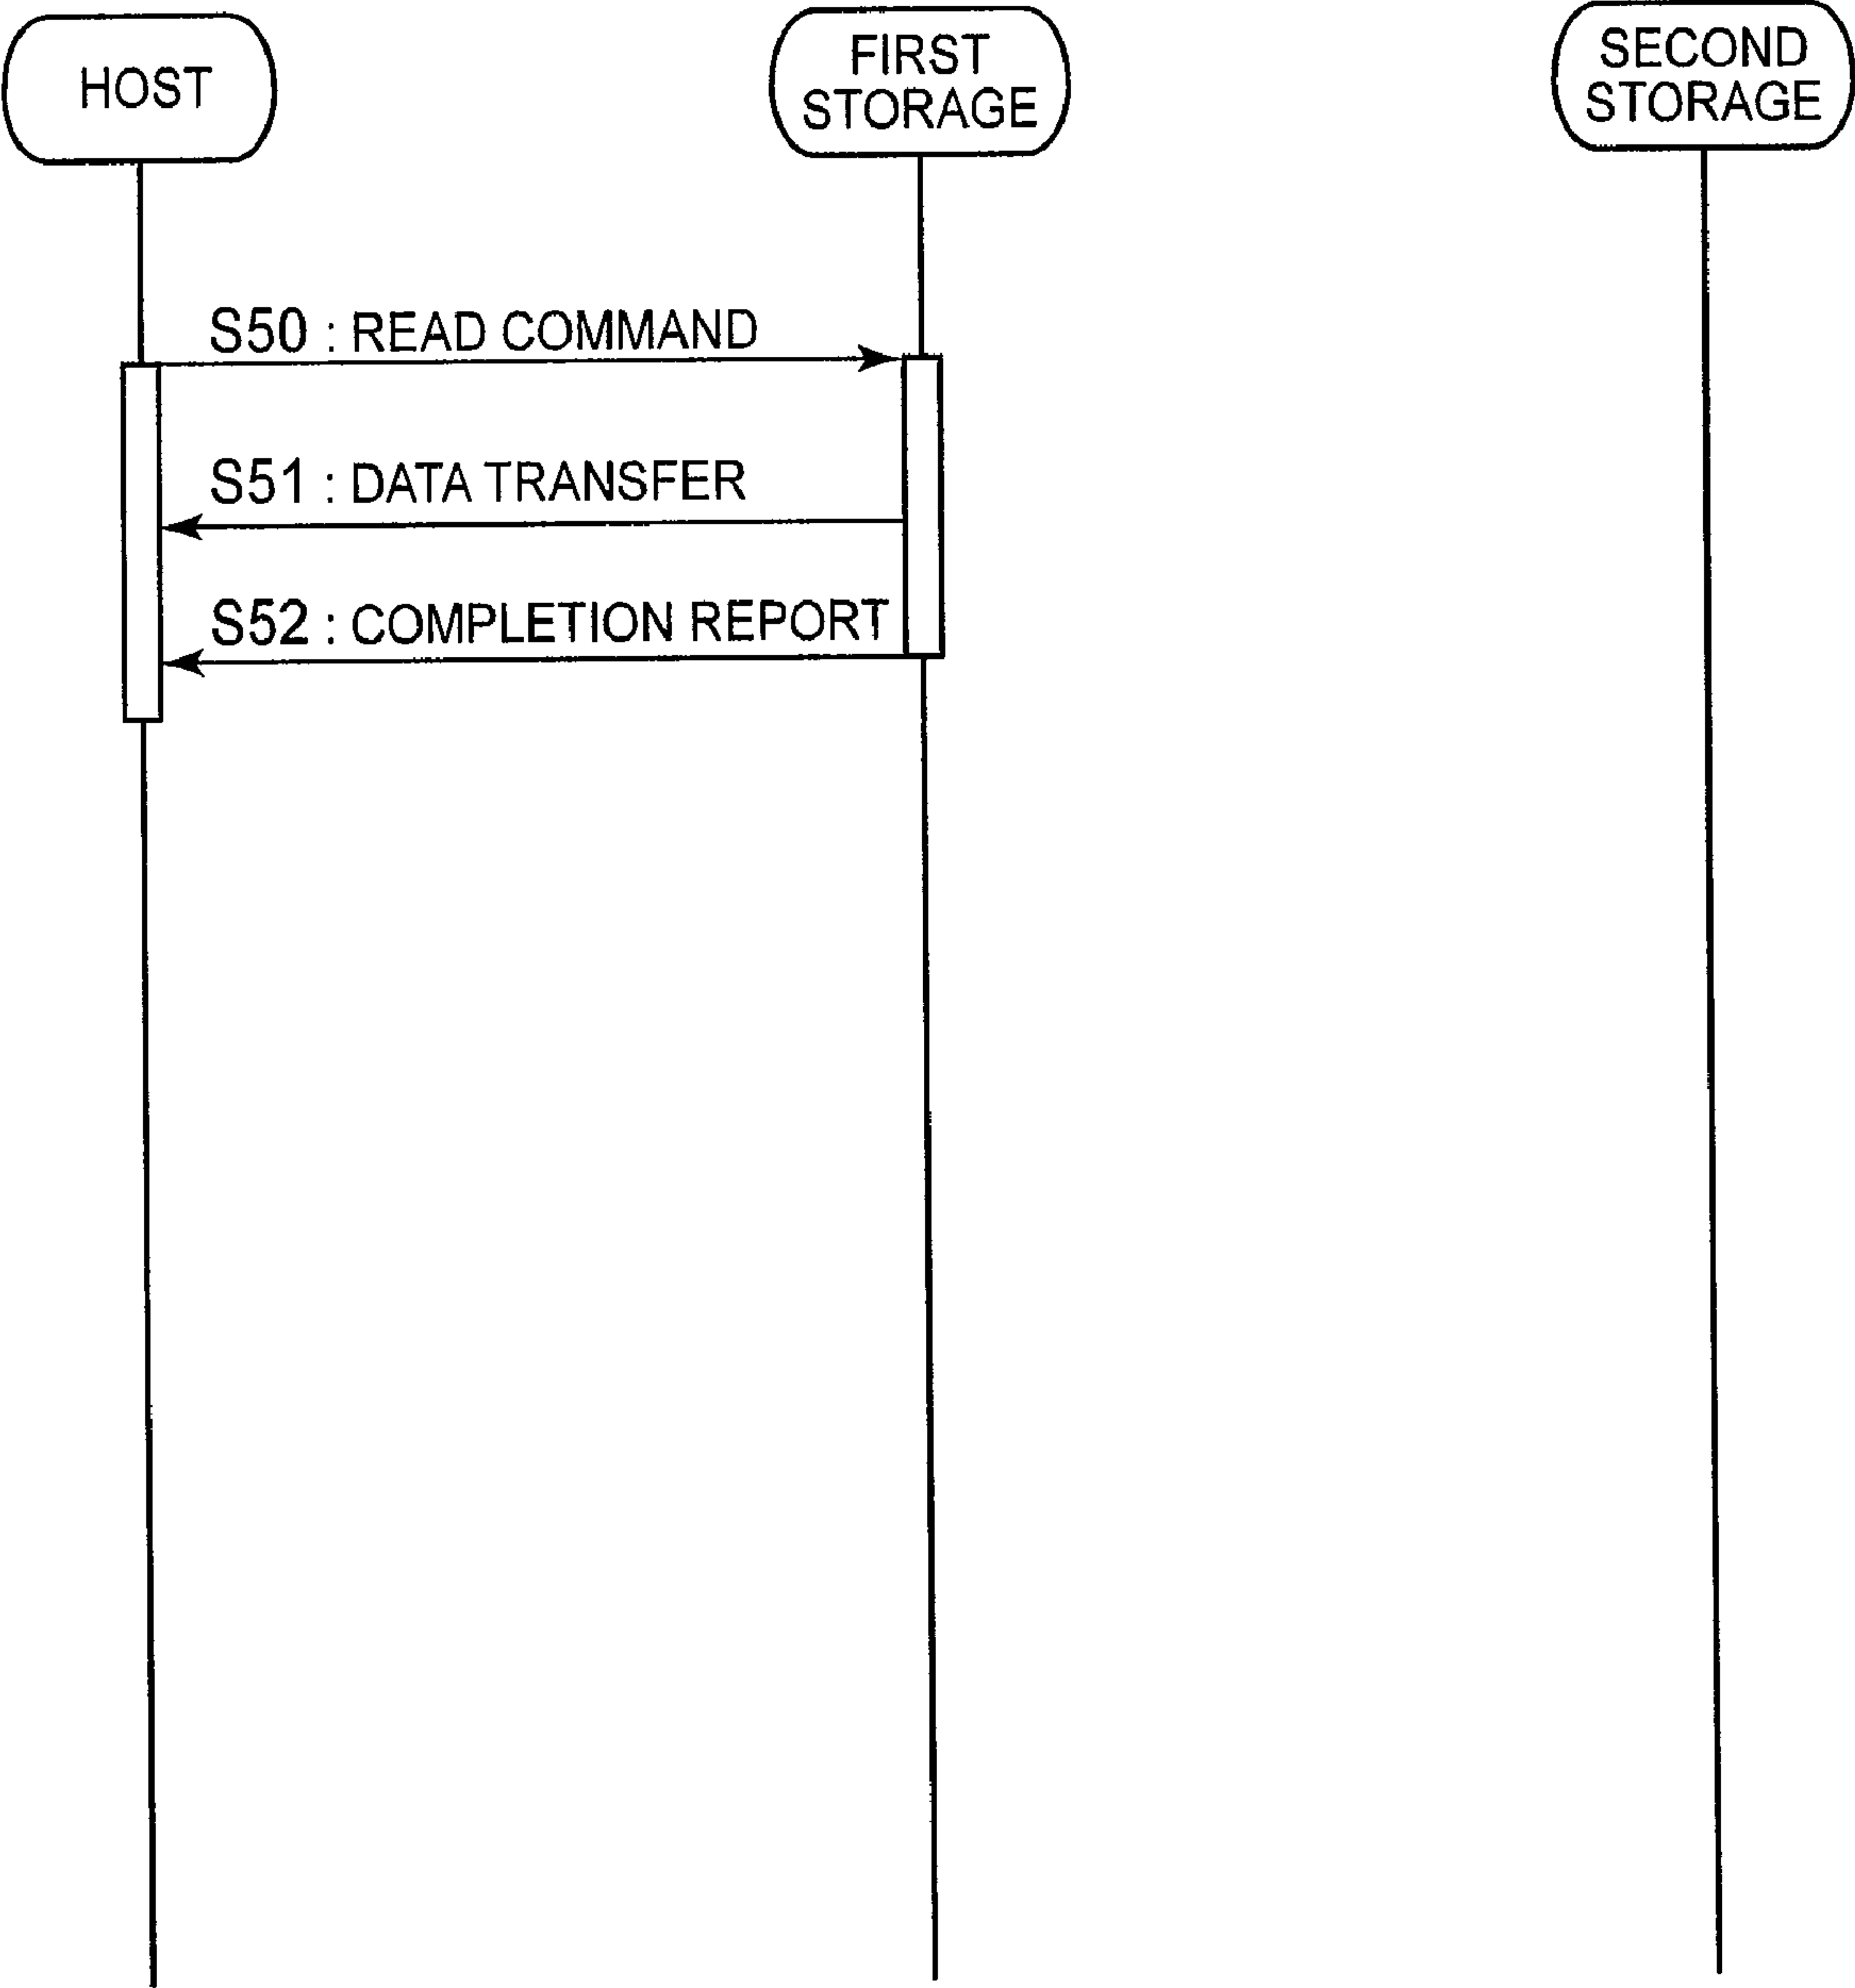 HOST
FIRST
STORAGE
SECOND
STORAGE
S50 : READ COMMAND
S51 : DATA TRANSFER
S52 : COMPLETION REPORT